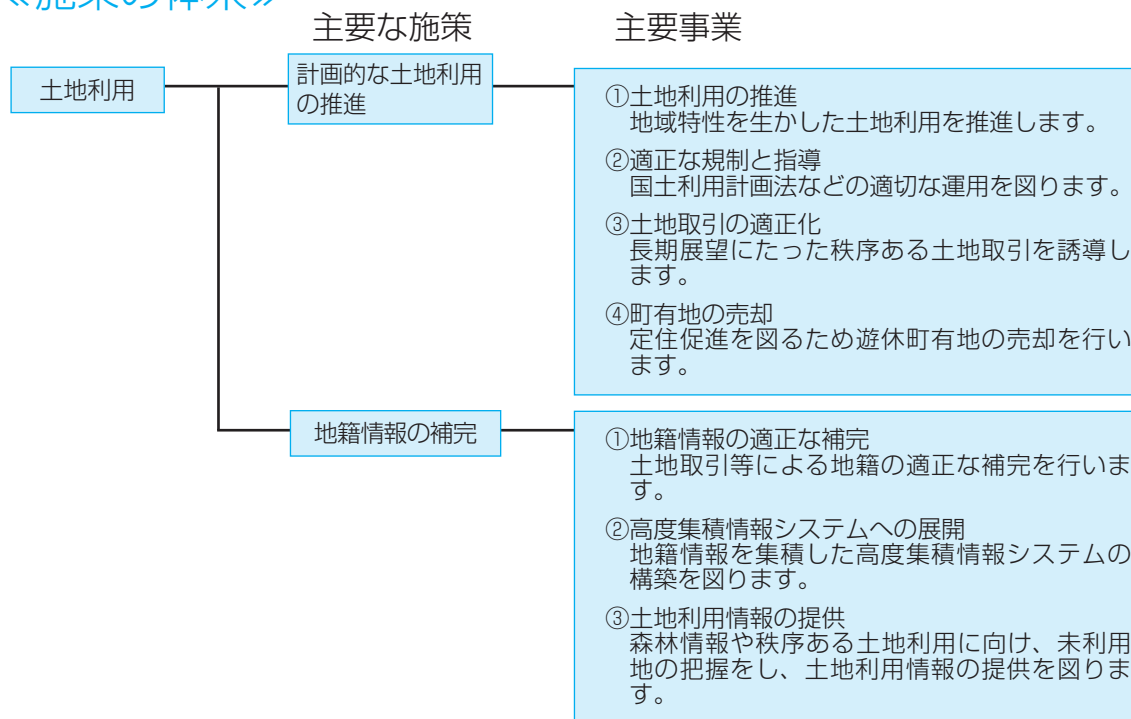 ≪施策の体系≫
主要な施策
主要事業
土地利用
計画的な土地利用
の推進
①土地利用の推進
地域特性を生かした土地利用を推進します。
②適正な規制と指導
国土利用計画法などの適切な運用を図ります。
③土地取引の適正化
長期展望にたった秩序ある土地取引を誘導し
ます。
④町有地の売却
定住促進を図るため遊休町有地の売却を行い
ます。
地籍情報の補完
①地籍情報の適正な補完
土地取引等による地籍の適正な補完を行いま
す。
②高度集積情報システムへの展開
地籍情報を集積した高度集積情報システムの
構築を図ります。
③土地利用情報の提供
森林情報や秩序ある土地利用に向け、未利用
地の把握をし、土地利用情報の提供を図りま
す。